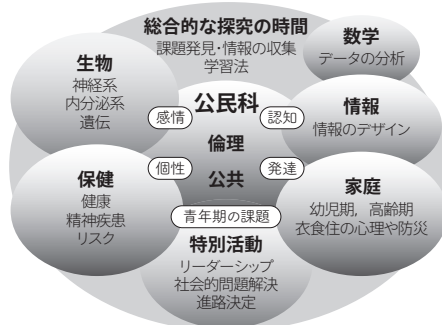 総合的な探究の時間
課題発見・情報の収集
学習法
数学
データの分析
生物
神経系
内分泌系
遺伝
感情
公民科
認知
情報
情報のデザイン
倫理
個性
公共
発達
保健
健康
精神疾患
リスク
家庭
幼児期，高齢期
衣食住の心理や防災
青年期の課題
特別活動
リーダーシップ
社会的問題解決
進路決定